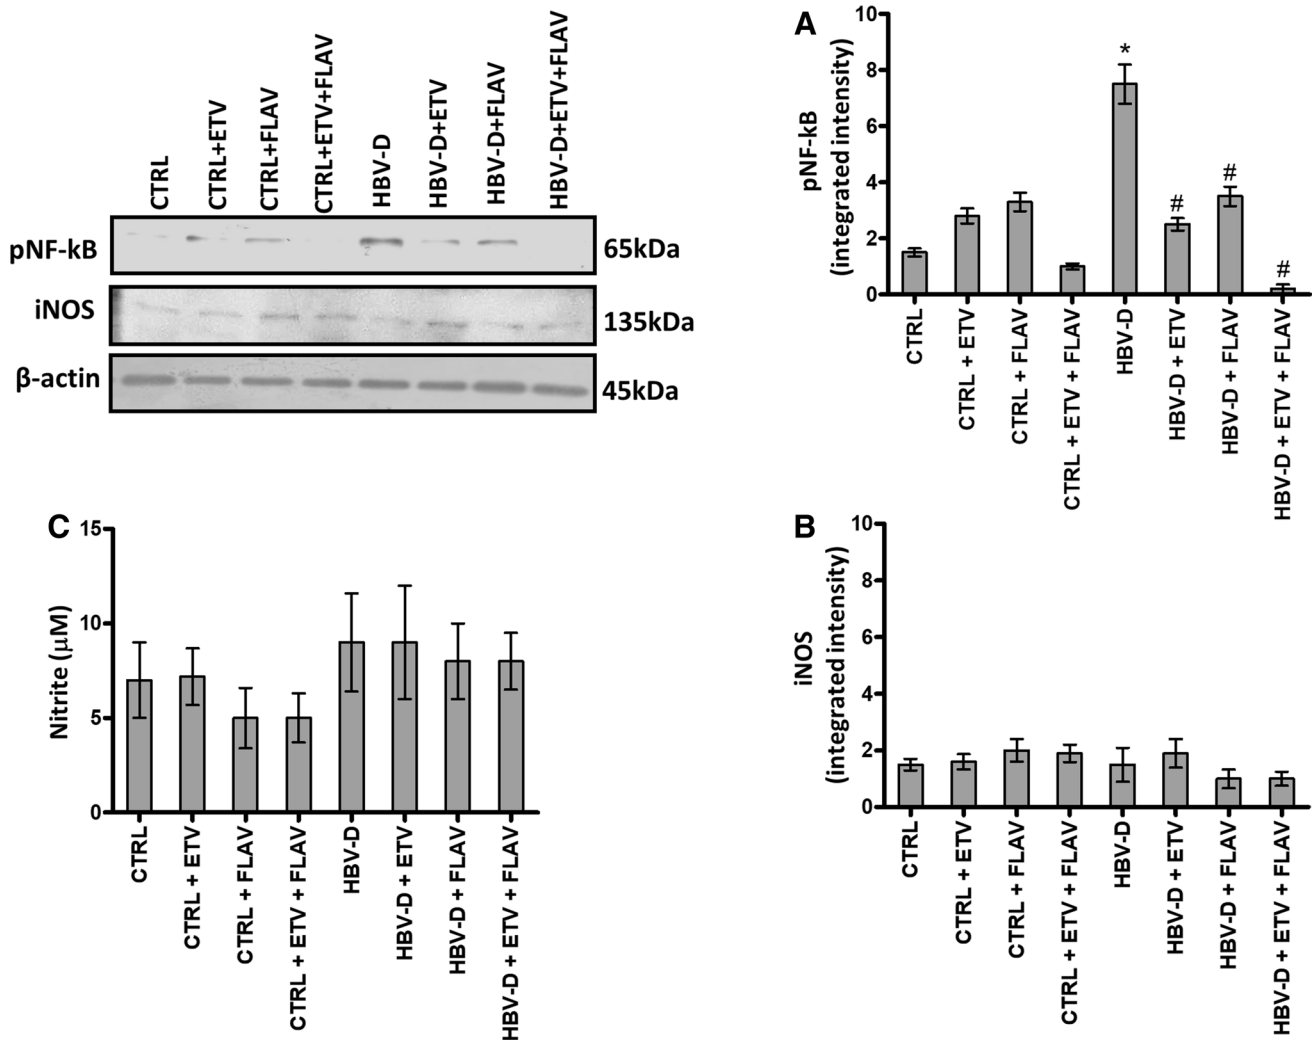 CTRL
CTRL+ETV
CTRL+FLAV
CTRL+ETV+FLAV
HBV-D
HBV-D+ETV
HBV-D+FLAV
HBV-D+ETV+FLAV
pNF-kB
65kDa
iNOS
135kDa
β-actin
45kDa
A
pNF-kB
(integrated intensity)
10
8
6
4
2
0
*
#
#
#
CTRL
CTRL + ETV
CTRL + FLAV
CTRL + ETV + FLAV
HBV-D
HBV-D + ETV
HBV-D + FLAV
HBV-D + ETV + FLAV
C
Nitrite (μM)
15
10
5
0
CTRL
CTRL + ETV
CTRL + FLAV
CTRL + ETV + FLAV
HBV-D
HBV-D + ETV
HBV-D + FLAV
HBV-D + ETV + FLAV
B
iNOS
(integrated intensity)
10
8
6
4
2
0
CTRL
CTRL + ETV
CTRL + FLAV
CTRL + ETV + FLAV
HBV-D
HBV-D + ETV
HBV-D + FLAV
HBV-D + ETV + FLAV